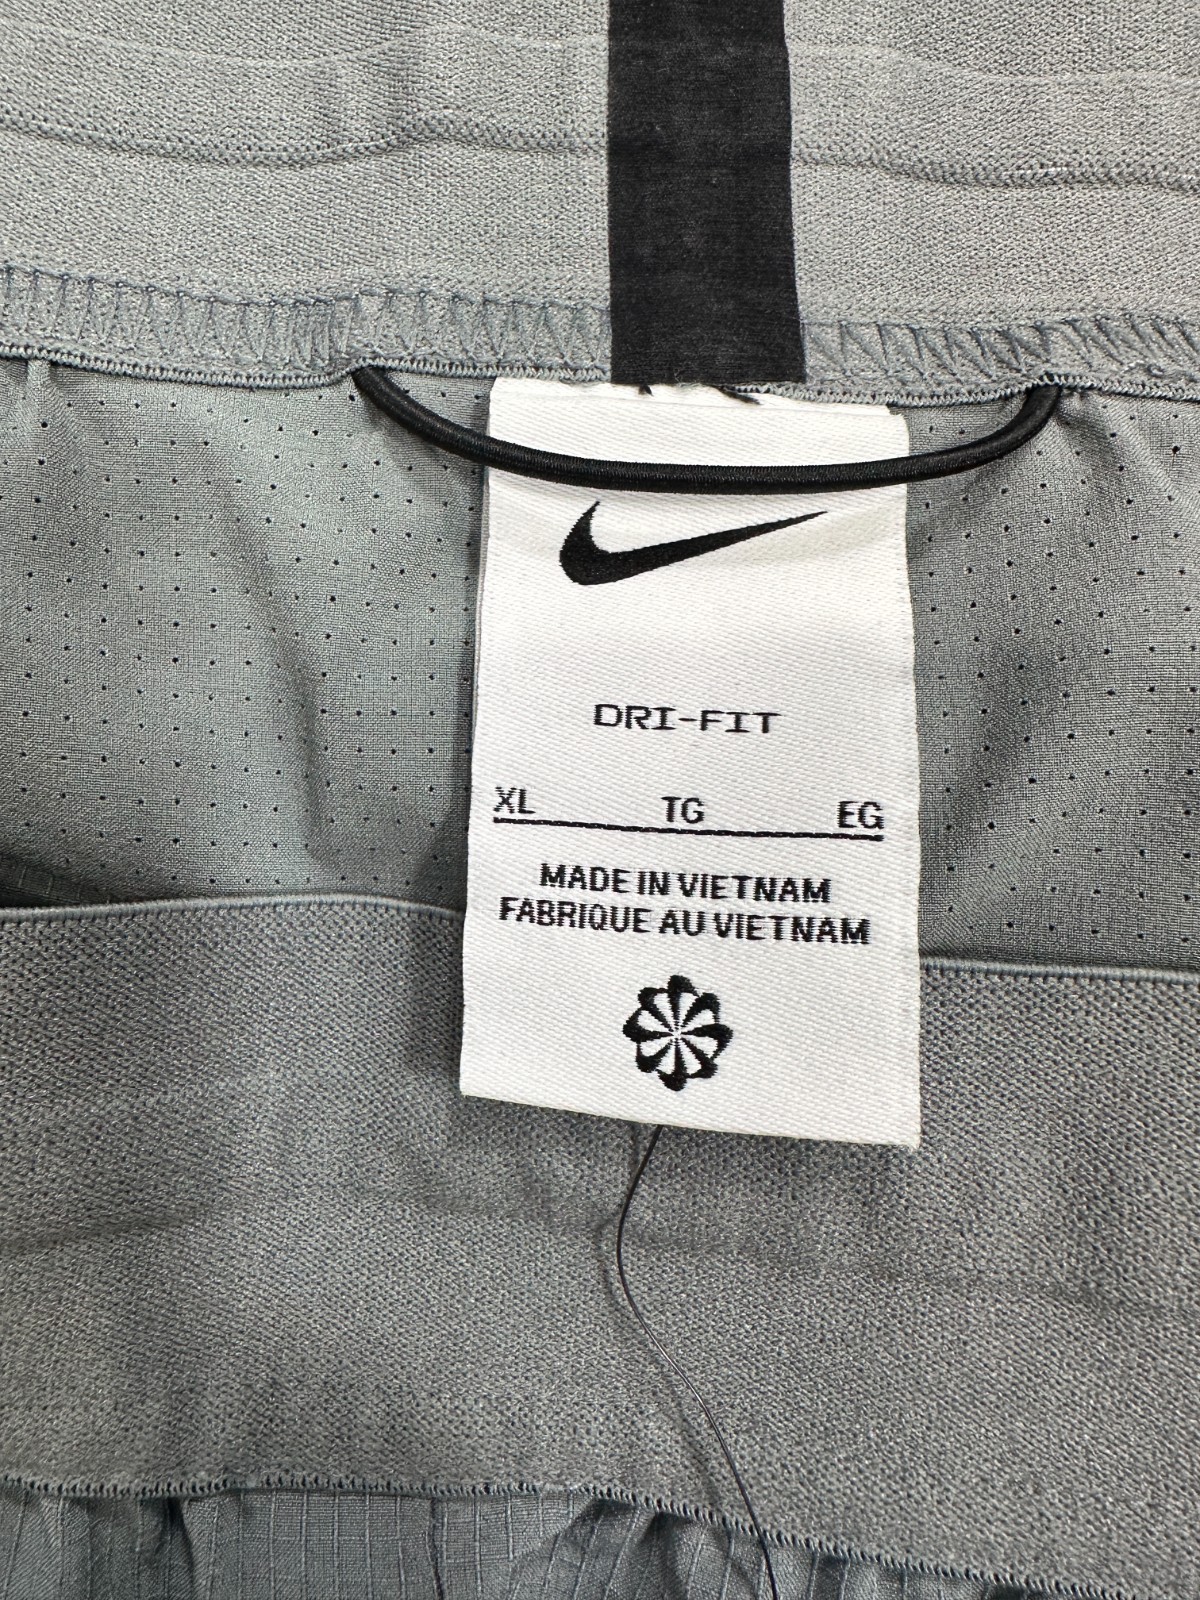 DRI-FIT
XL TG EG
MADE IN VIETNAM
FABRIQUE AU VIETNAM